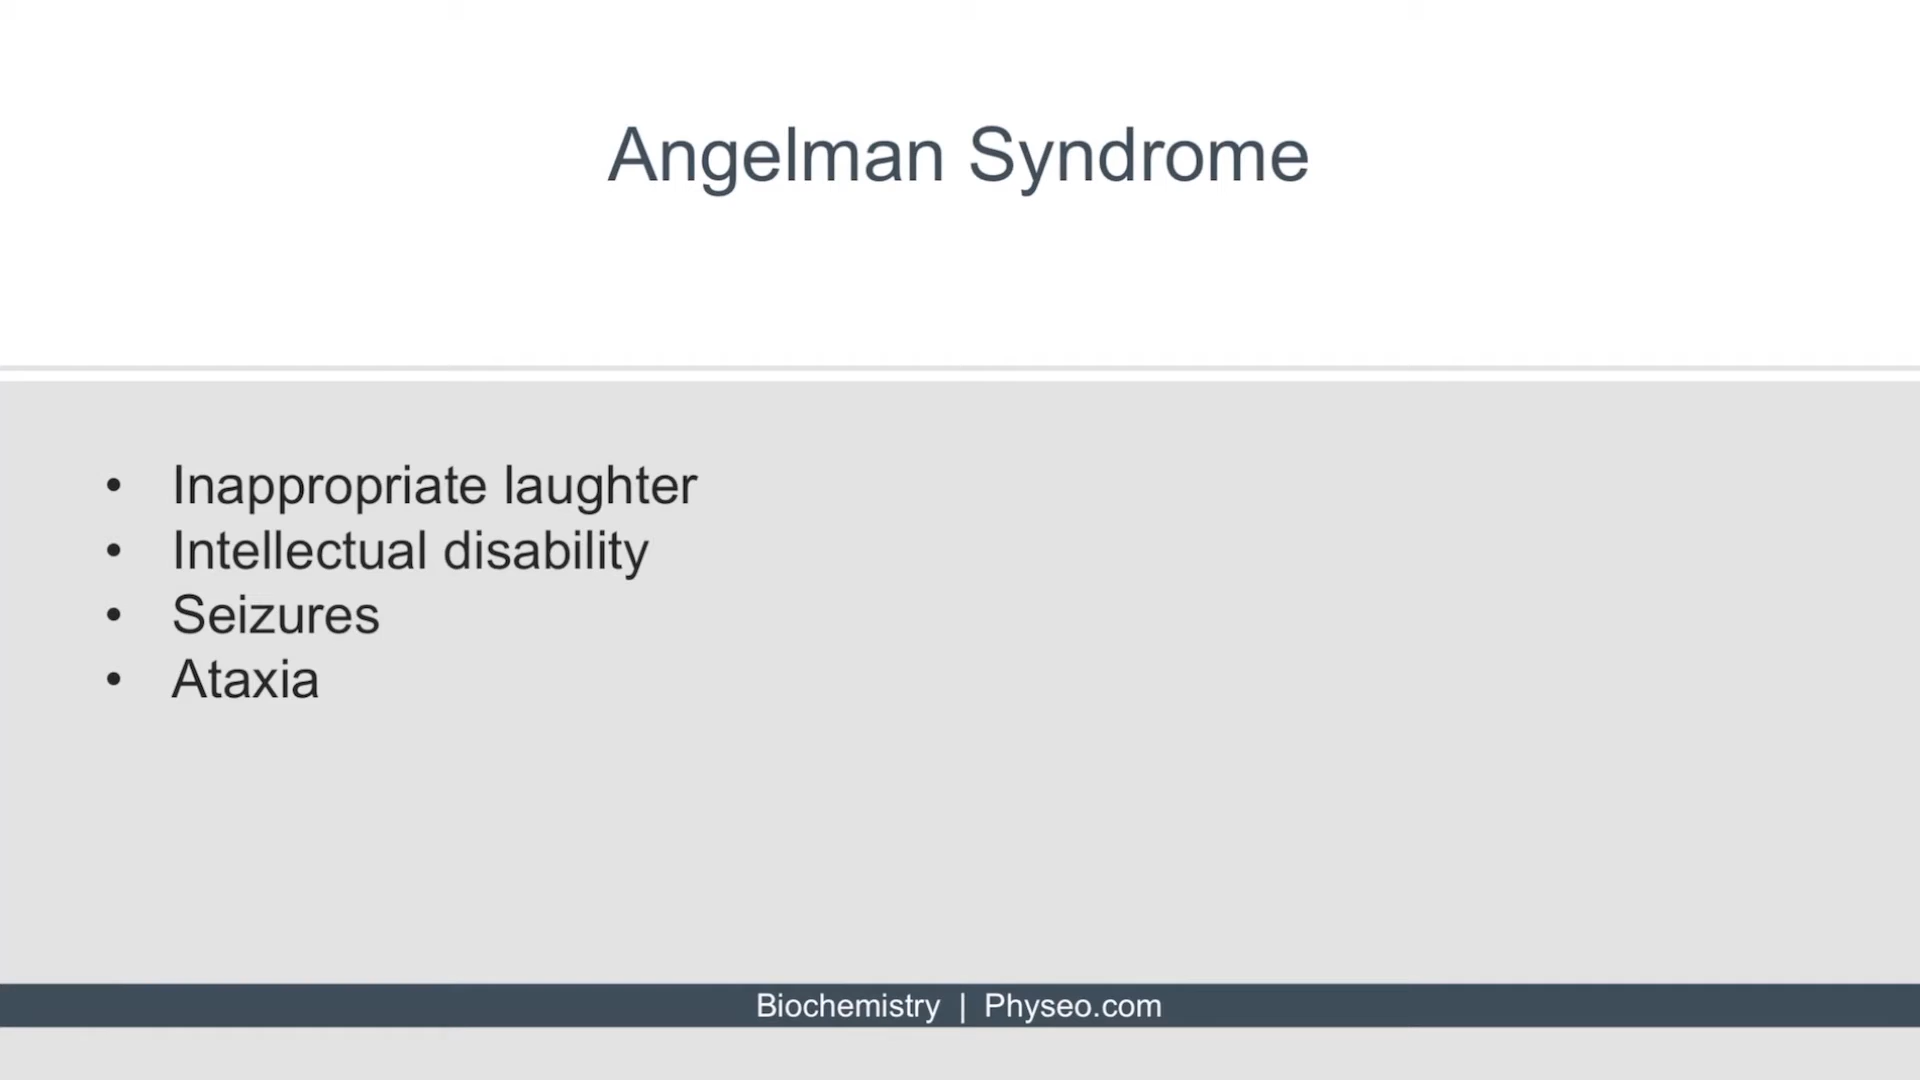 Angelman Syndrome
• Inappropriate laughter
• Intellectual disability
• Seizures
• Ataxia
Biochemistry | Physeo.com